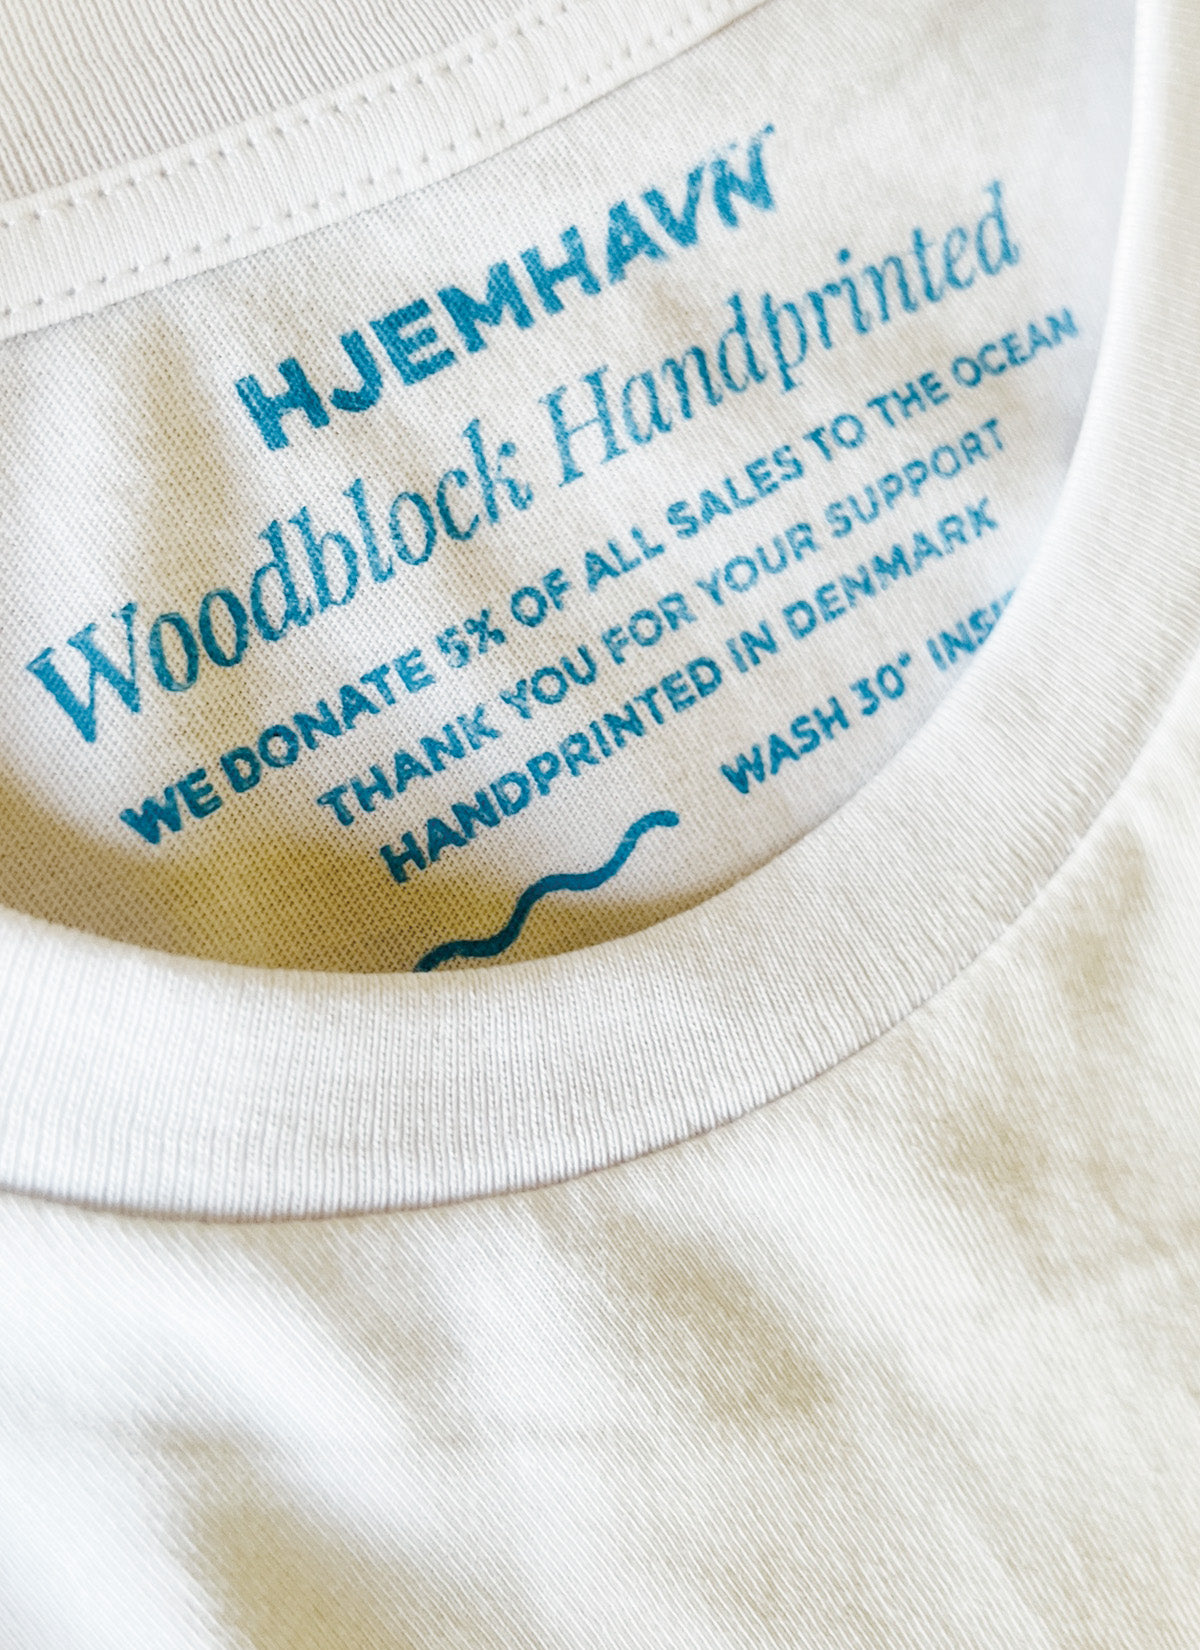 HJEMHAVN
Woodblock Handprinted
WE DONATE 5% OF ALL SALES TO THE OCEAN
THANK YOU FOR YOUR SUPPORT
HANDPRINTED IN DENMARK
WASH 30°